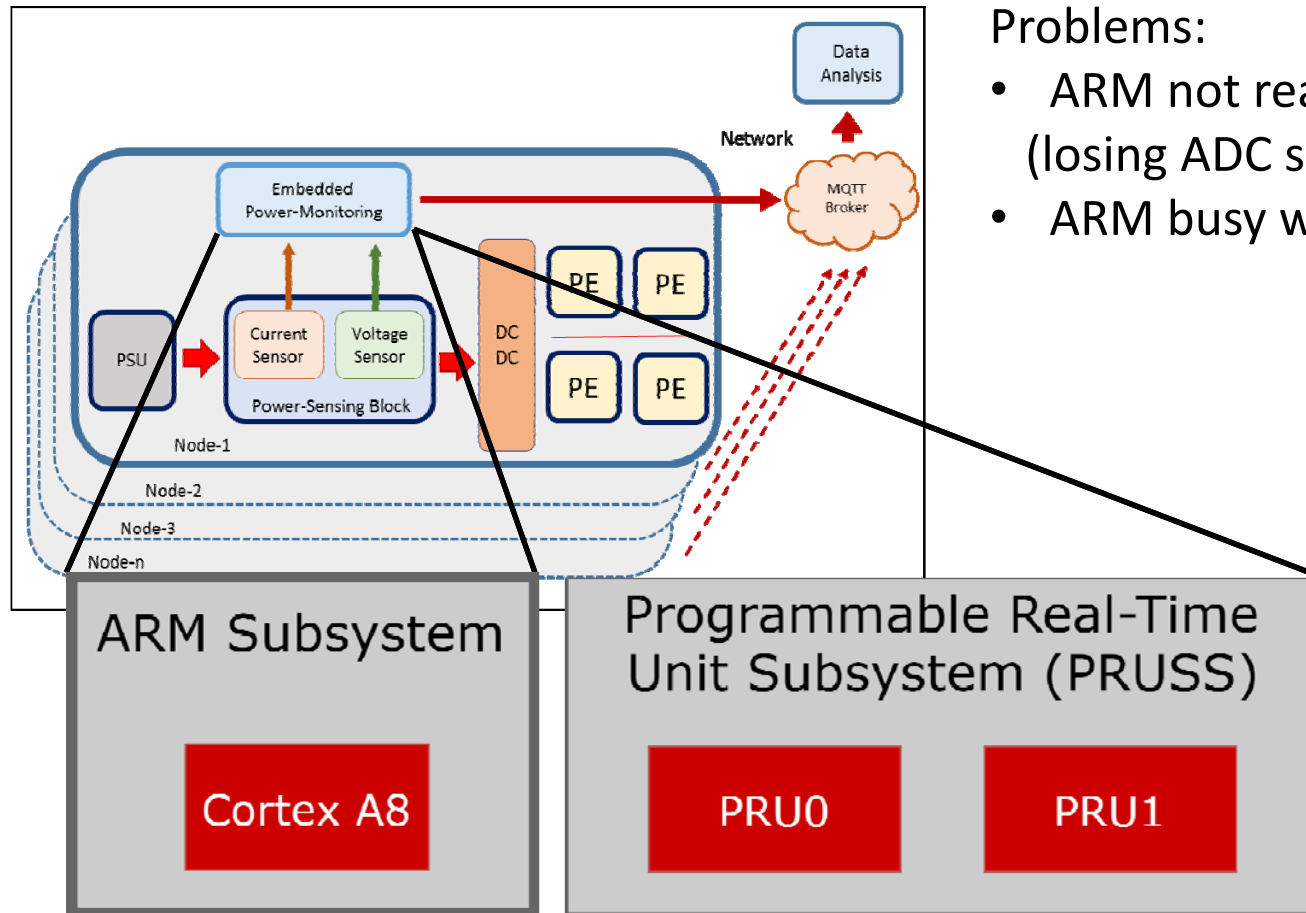 Data
Analysis
Network
MQTT
Broker
Embedded
Power-Monitoring
PSU
Current
Sensor
Voltage
Sensor
Power-Sensing Block
DC
DC
PE
PE
PE
PE
Node-1
Node-2
Node-3
Node-n
Problems:
• ARM not
(losing ADC
• ARM busy
ARM Subsystem
Cortex A8
Programmable Real-Time
Unit Subsystem (PRUSS)
PRU0
PRU1